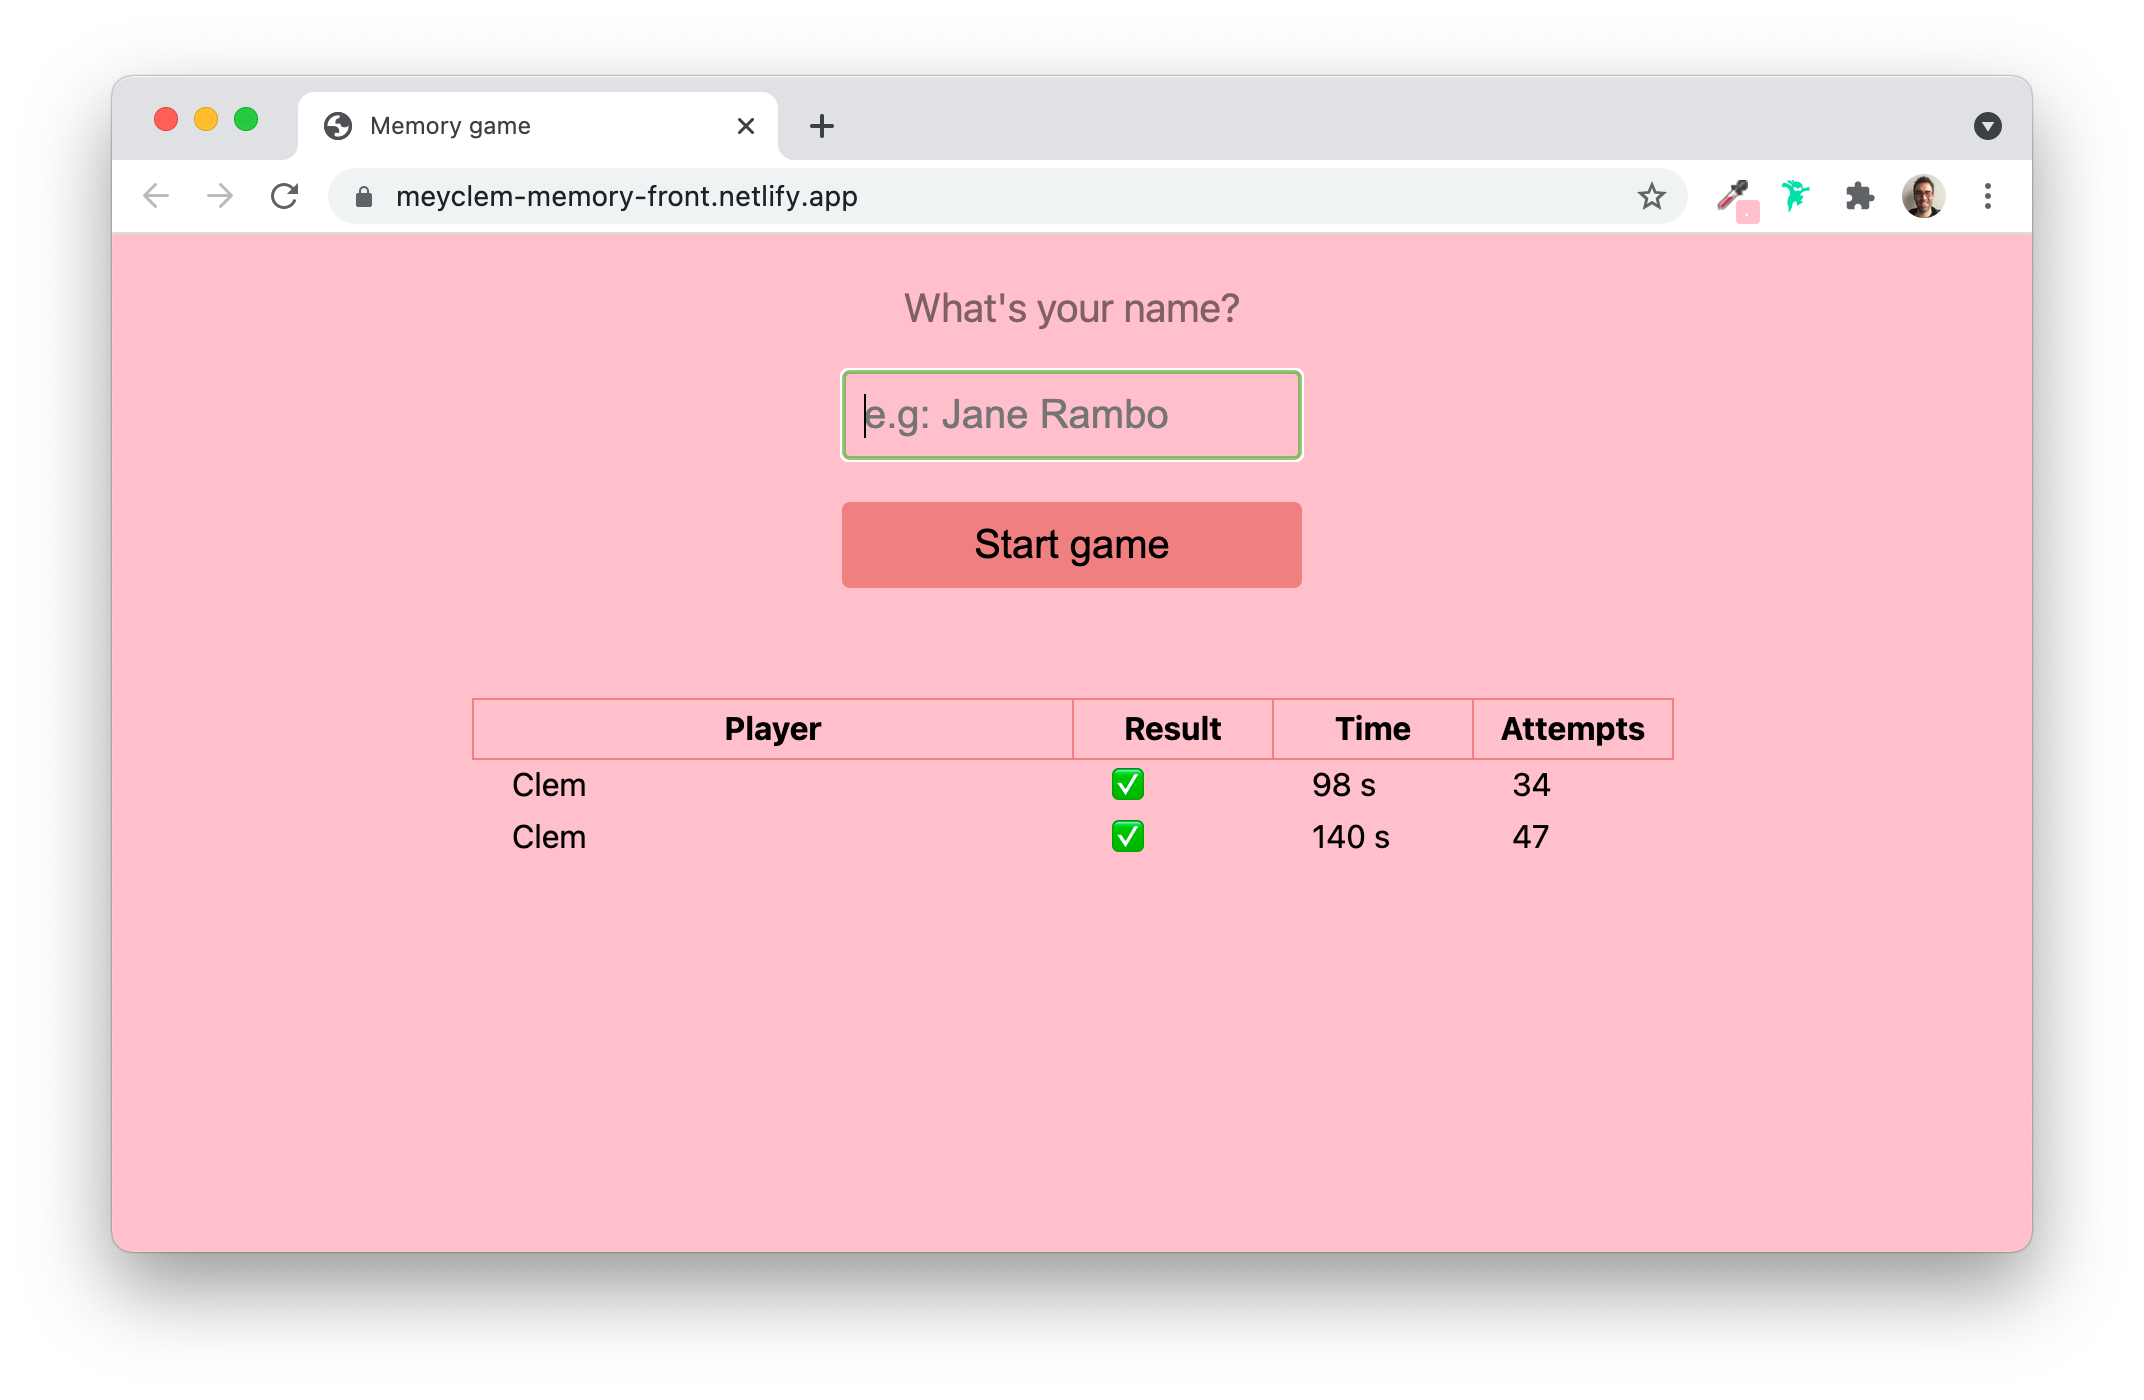 Memory game
meyclem-memory-front.netlify.app
What's your name?
e.g: Jane Rambo
Start game
Player Result Time Attempts
Clem ✅ 98 s 34
Clem ✅ 140 s 47